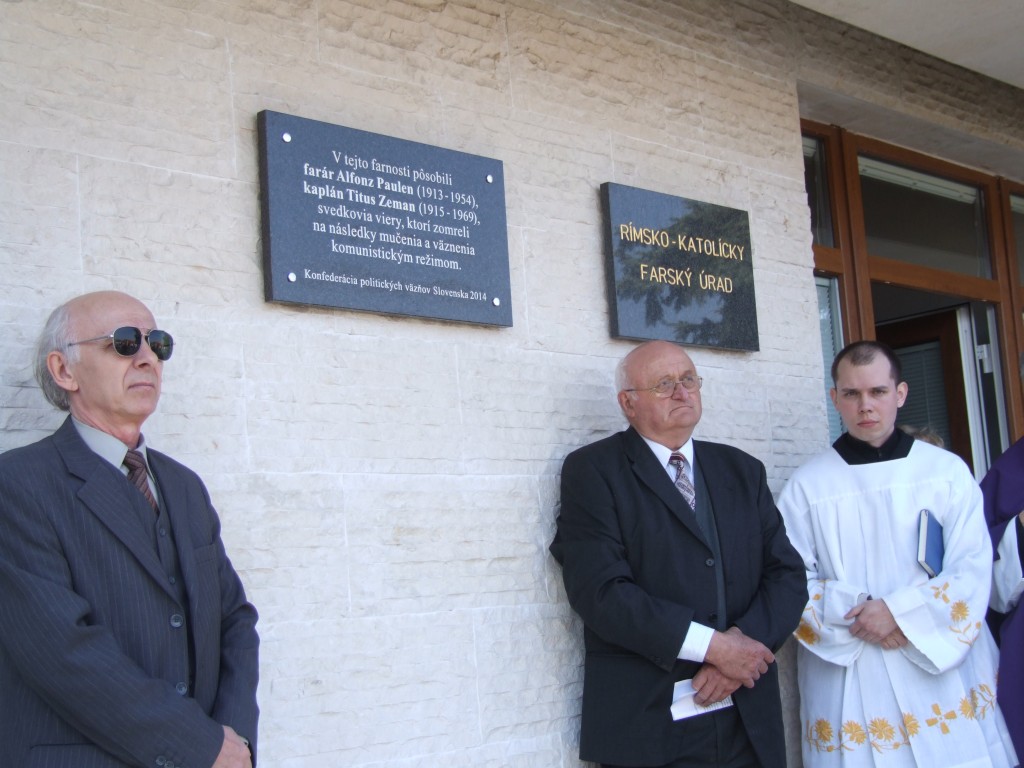 V tejto farnosti pôsobili
farár Alfonz Paulen (1913-1954),
kaplán Titus Zeman (1915-1969),
svedkovia viery, ktorí zomreli
na následky mučenia a väznenia
komunistickým režimom.
Konfederácia politických väzňov Slovenska 2014
RÍMSKO-KATOLÍCKY
FARSKÝ ÚRAD